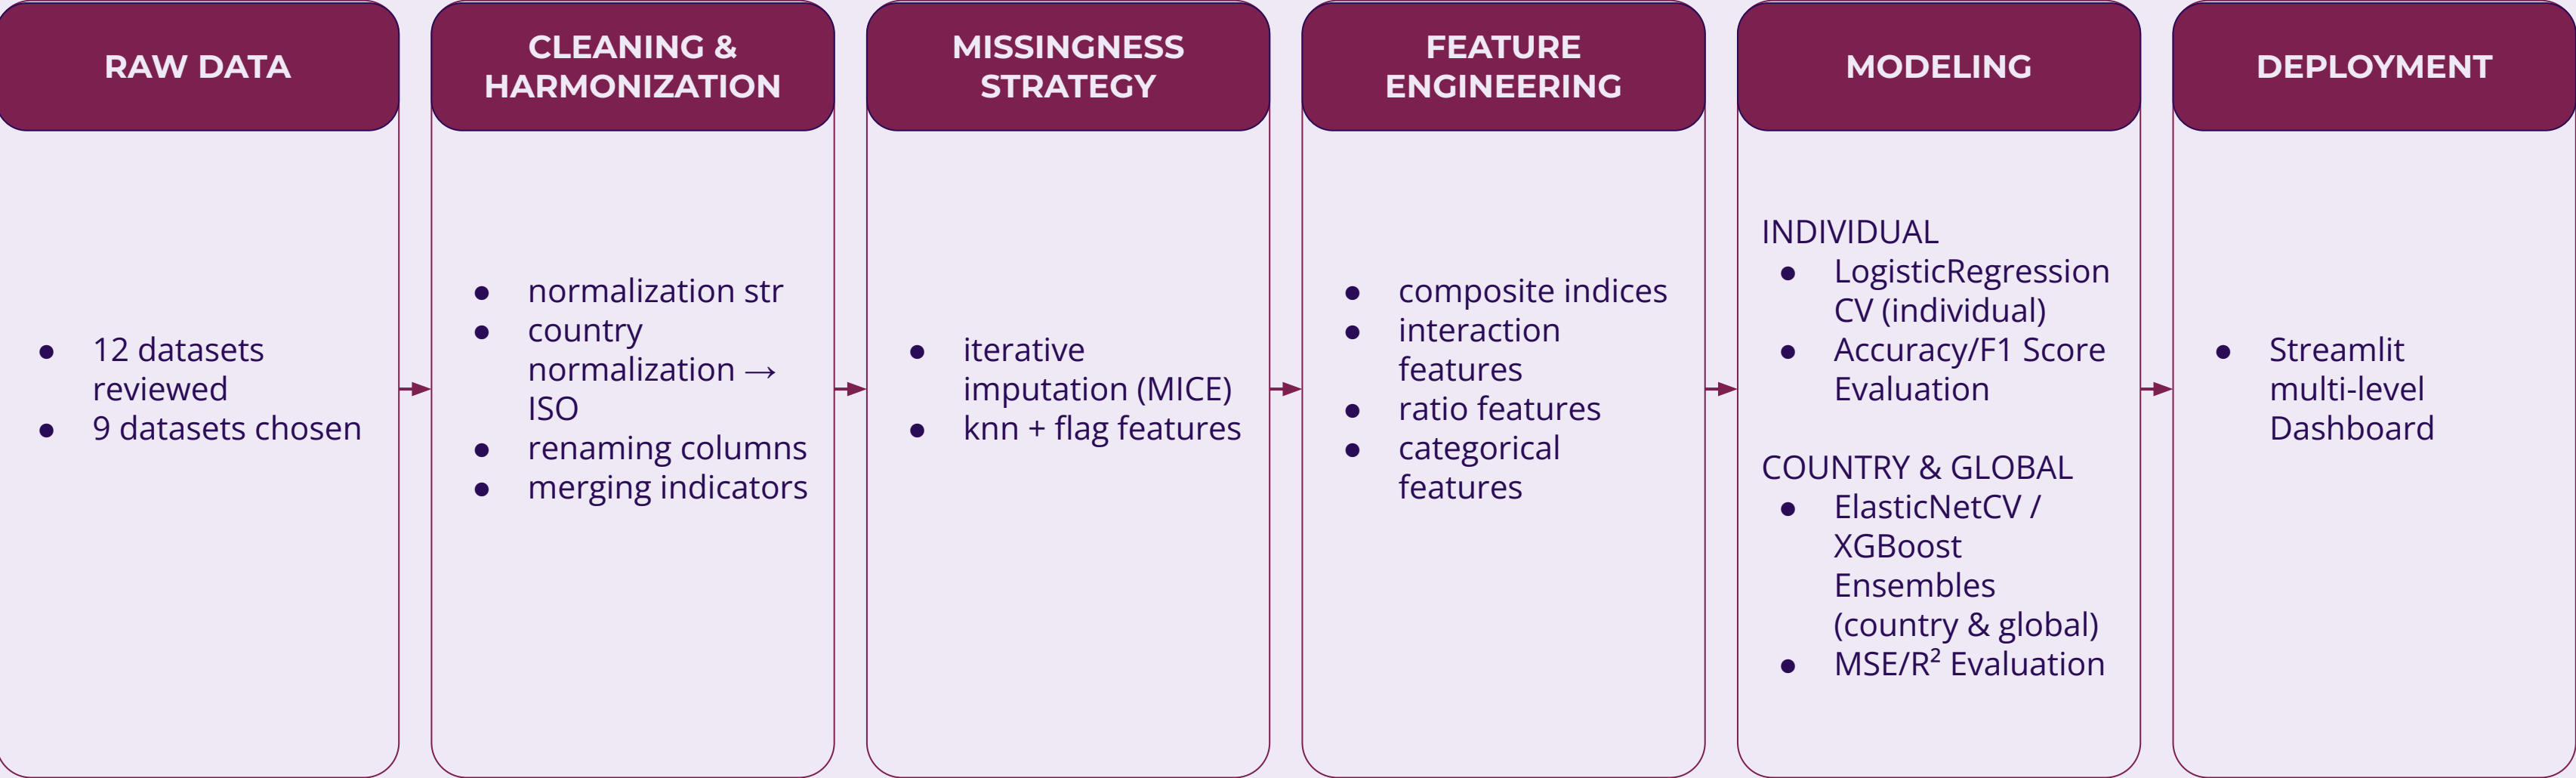 RAW DATA
● 12 datasets
reviewed
● 9 datasets chosen
CLEANING &
HARMONIZATION
● normalization str
● country
normalization →
ISO
● renaming columns
● merging indicators
MISSINGNESS
STRATEGY
● iterative
imputation (MICE)
● knn + flag features
FEATURE
ENGINEERING
● composite indices
● interaction
features
● ratio features
● categorical
features
MODELING
INDIVIDUAL
● LogisticRegression
CV (individual)
● Accuracy/F1 Score
Evaluation
COUNTRY & GLOBAL
● ElasticNetCV /
XGBoost
Ensembles
(country & global)
● MSE/R² Evaluation
DEPLOYMENT
● Streamlit
multi-level
Dashboard